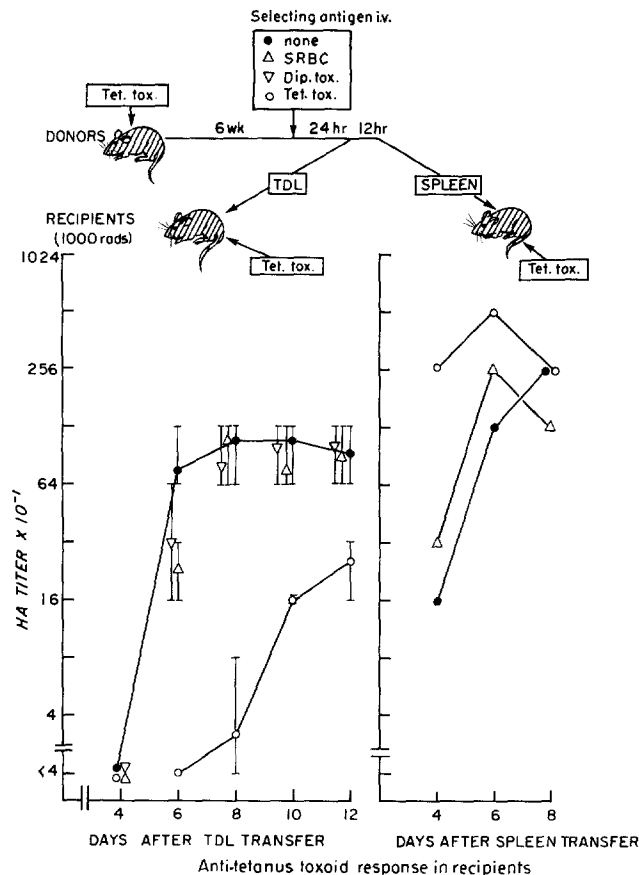 Selecting antigen i.v.
● none
△ SRBC
▽ Dip. tox.
○ Tet. tox.
Tet. tox.
DONORS
6 wk
24 hr
12 hr
TDL
SPLEEN
RECIPIENTS
(1000 rads)
Tet. tox.
Tet. tox.
1024
256
64
16
4
<4
HA TITER X 10⁻¹
4 6 8 10 12
4 6 8
DAYS AFTER TDL TRANSFER
DAYS AFTER SPLEEN TRANSFER
Anti-tetanus toxoid response in recipients